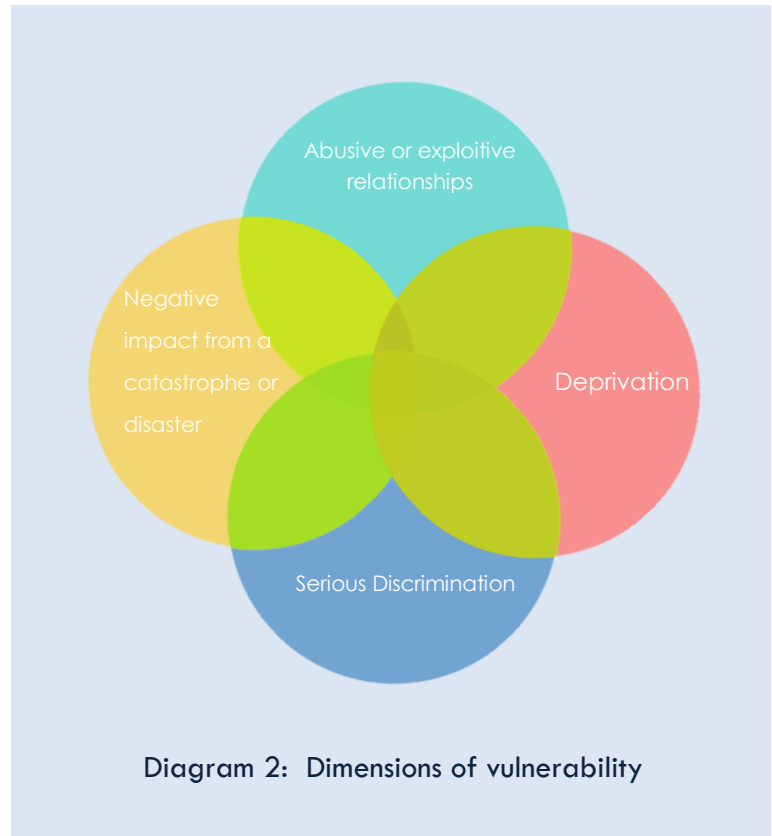 Abusive or exploitive
relationships
Negative
impact from a
catastrophe or
disaster
Deprivation
Serious Discrimination
Diagram 2: Dimensions of vulnerability